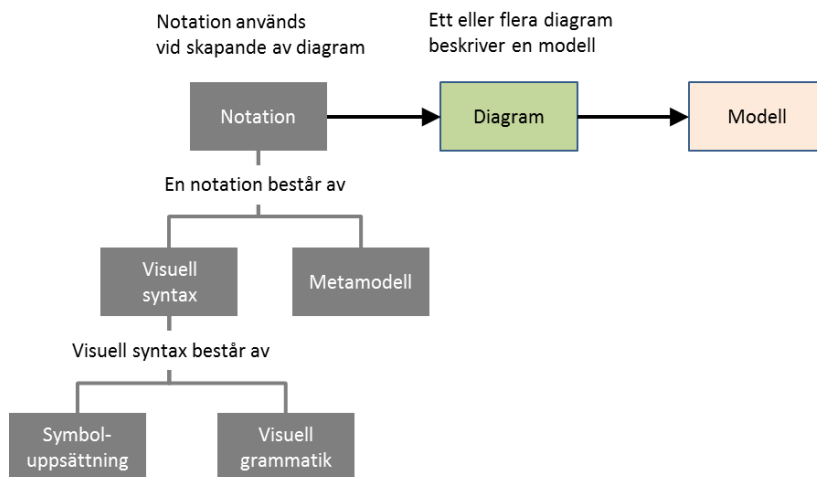 Notation används
vid skapande av diagram
Ett eller flera diagram
beskriver en modell
Notation
Diagram
Modell
En notation består av
Visuell
syntax
Metamodell
Visuell syntax består av
Symbol-
uppsättning
Visuell
grammatik